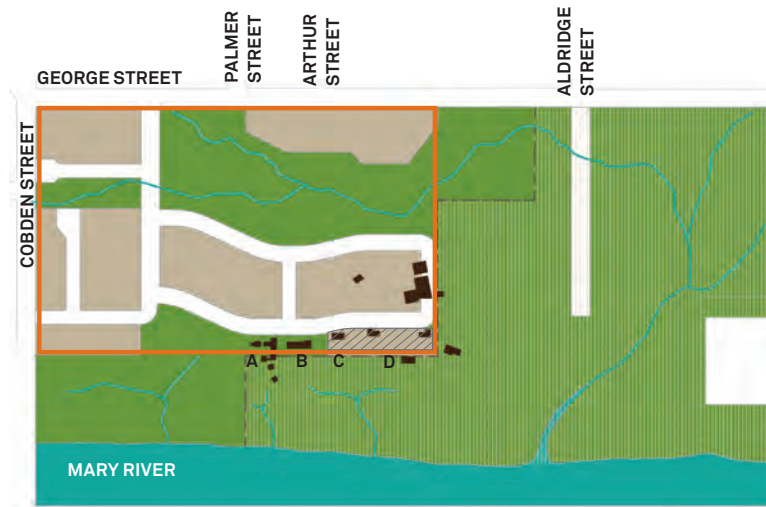 GEORGE STREET
PALMER
STREET
ARTHUR
STREET
ALDRIDGE
STREET
COBDEN STREET
A
B
C
D
MARY RIVER